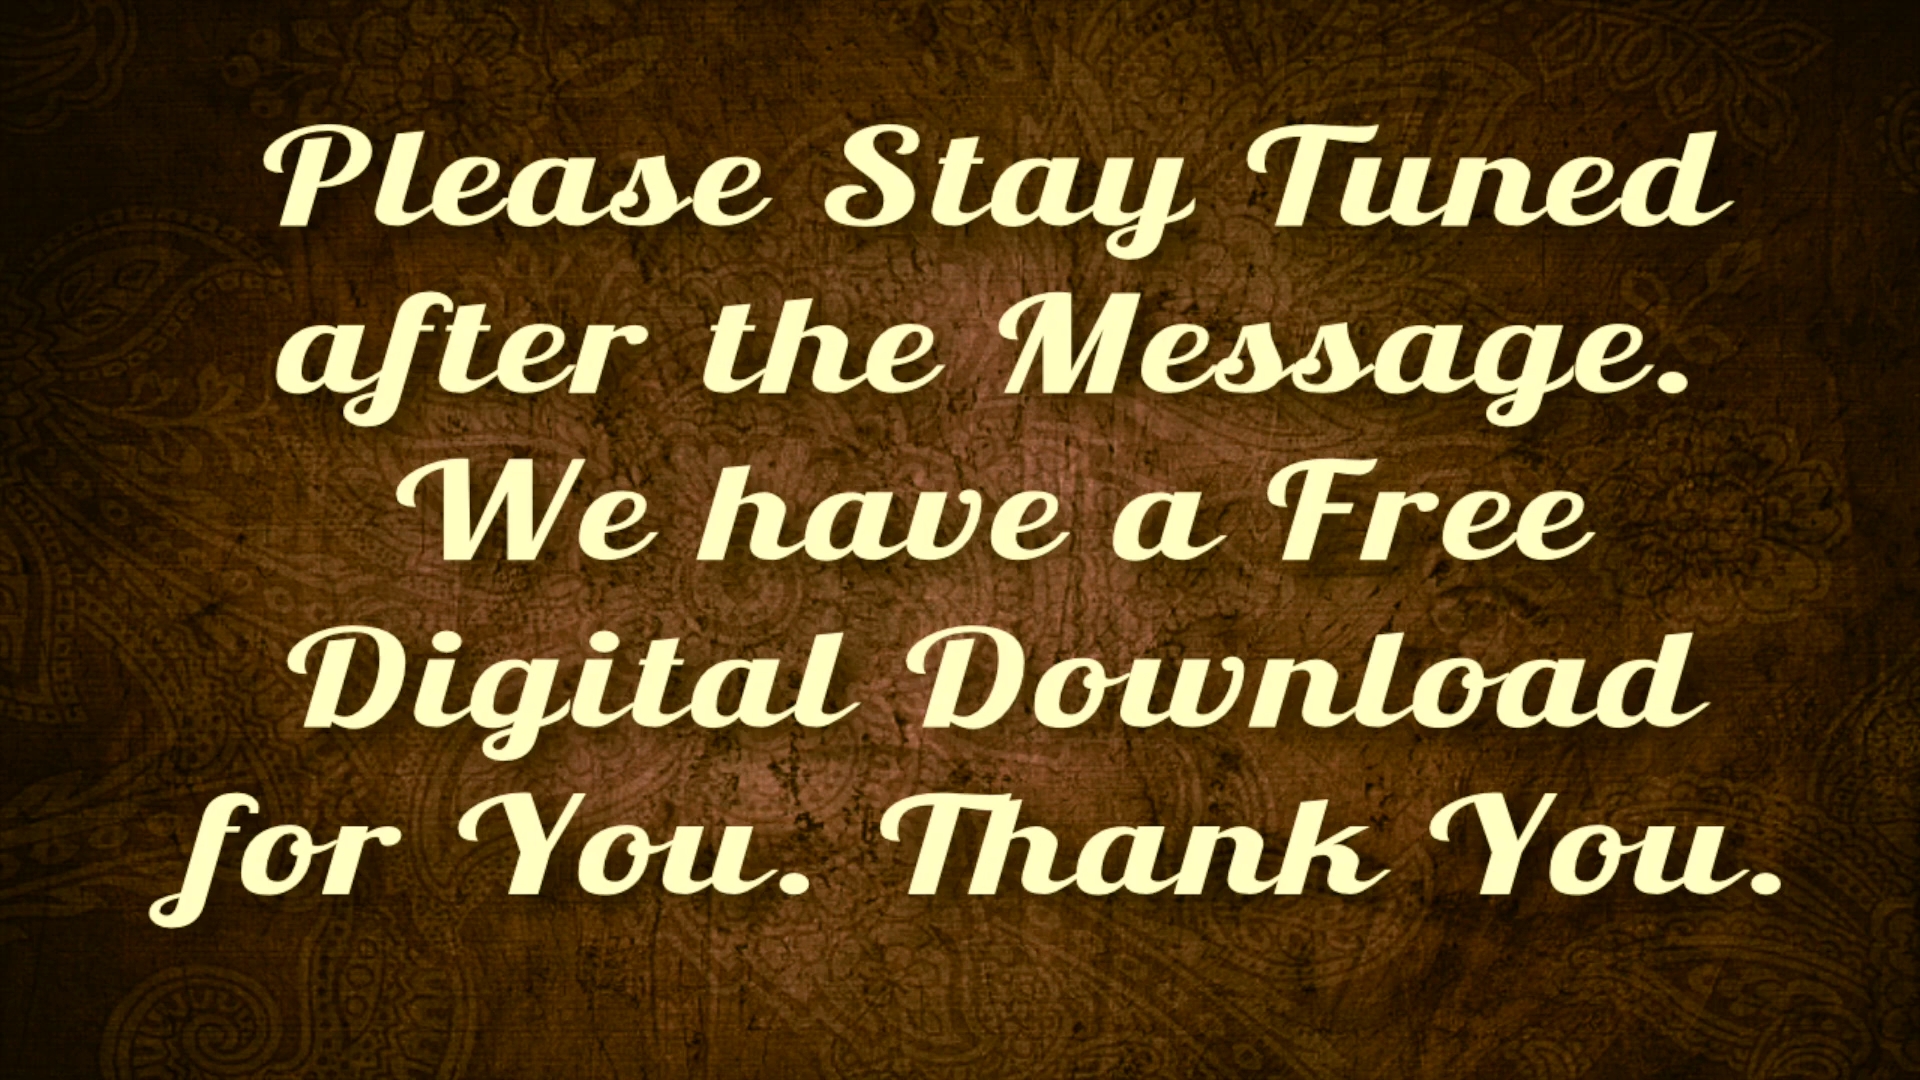 Please Stay Tuned
after the Message.
We have a Free
Digital Download
for You. Thank You.